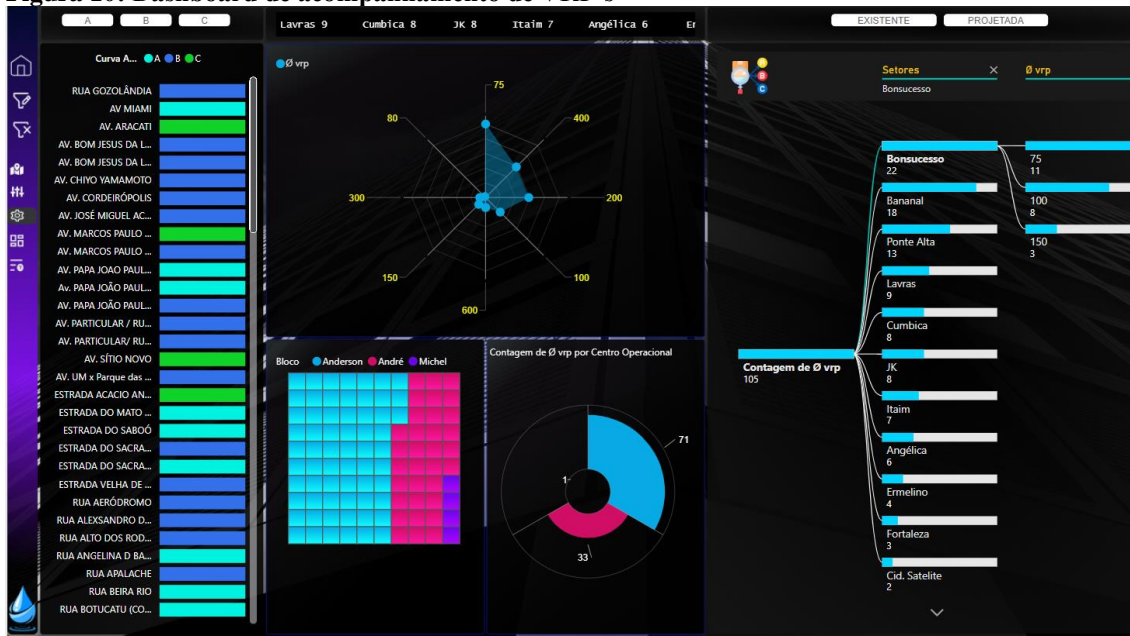 Figura 10: Dashboard de acompanhamento de VRP's
A
B
C
Lavras 9
Cumbica 8
JK 8
Itaim 7
Angélica 6
EXISTENTE
PROJETADA
Curva A... A B C
RUA GOZOLÂNDIA
AV MIAMI
AV. ARACATI
AV. BOM JESUS DA L...
AV. BOM JESUS DA L...
AV. CHIYO YAMAMOTO
AV. CORDEIRÓPOLIS
AV. JOSÉ MIGUEL AC...
AV. MARCOS PAULO ...
AV. MARCOS PAULO ...
AV. PAPA JOAO PAUL...
Av. PAPA JOÃO PAUL...
AV. PAPA JOÃO PAUL...
AV. PARTICULAR / RU...
AV. PARTICULAR/ RU...
AV. SÍTIO NOVO
AV. UM x Parque das ...
ESTRADA ACACIO AN...
ESTRADA DO MATO ...
ESTRADA DO SABOÓ
ESTRADA DO SACRA...
ESTRADA DO SACRA...
ESTRADA VELHA DE ...
RUA AERÓDROMO
RUA ALEXSANDRO D...
RUA ALTO DOS ROD...
RUA ANGELINA D BA...
RUA APALACHE
RUA BEIRA RIO
RUA BOTUCATU (CO...
Ø vrp
75
80
400
300
200
150
100
600
Bloco Anderson André Michel
Contagem de Ø vrp por Centro Operacional
71
1
33
A
B
C
Setores ×
Bonsucesso
Ø vrp
Contagem de Ø vrp
105
Bonsucesso
22
Bananal
18
Ponte Alta
13
Lavras
9
Cumbica
8
JK
8
Itaim
7
Angélica
6
Ermelino
4
Fortaleza
3
Cid. Satelite
2
75
11
100
8
150
3